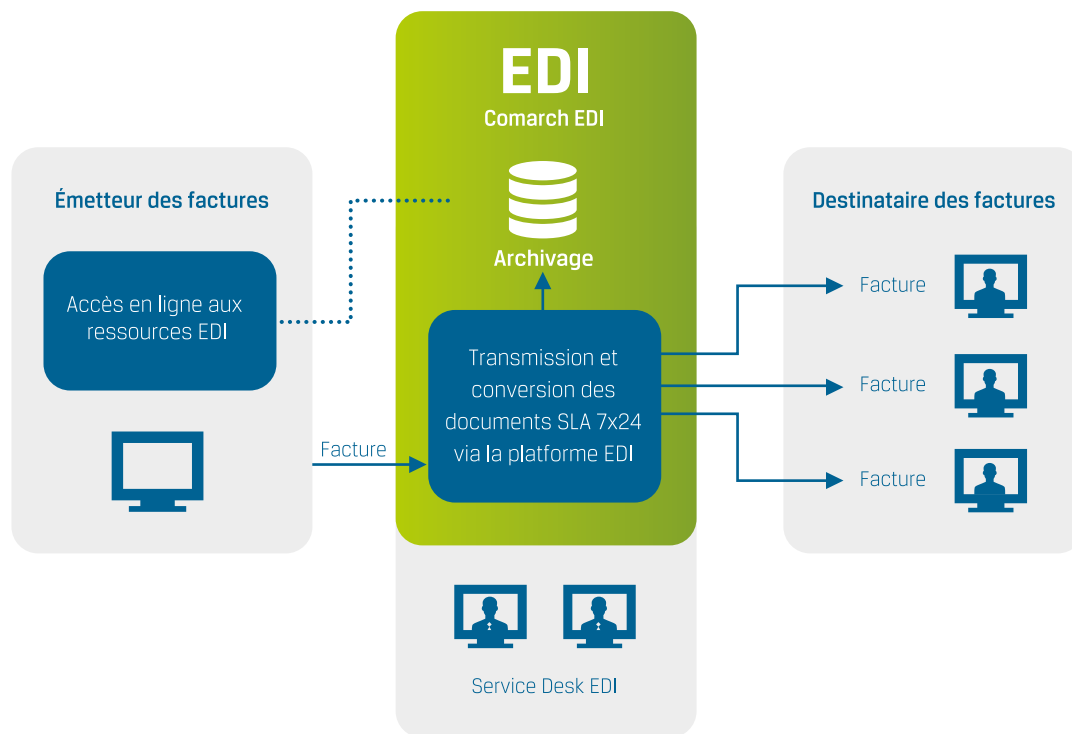 EDI
Comarch EDI
Archivage
Émetteur des factures
Accès en ligne aux
ressources EDI
Facture
Transmission et
conversion des
documents SLA 7x24
via la platforme EDI
Destinataire des factures
Facture
Facture
Facture
Service Desk EDI